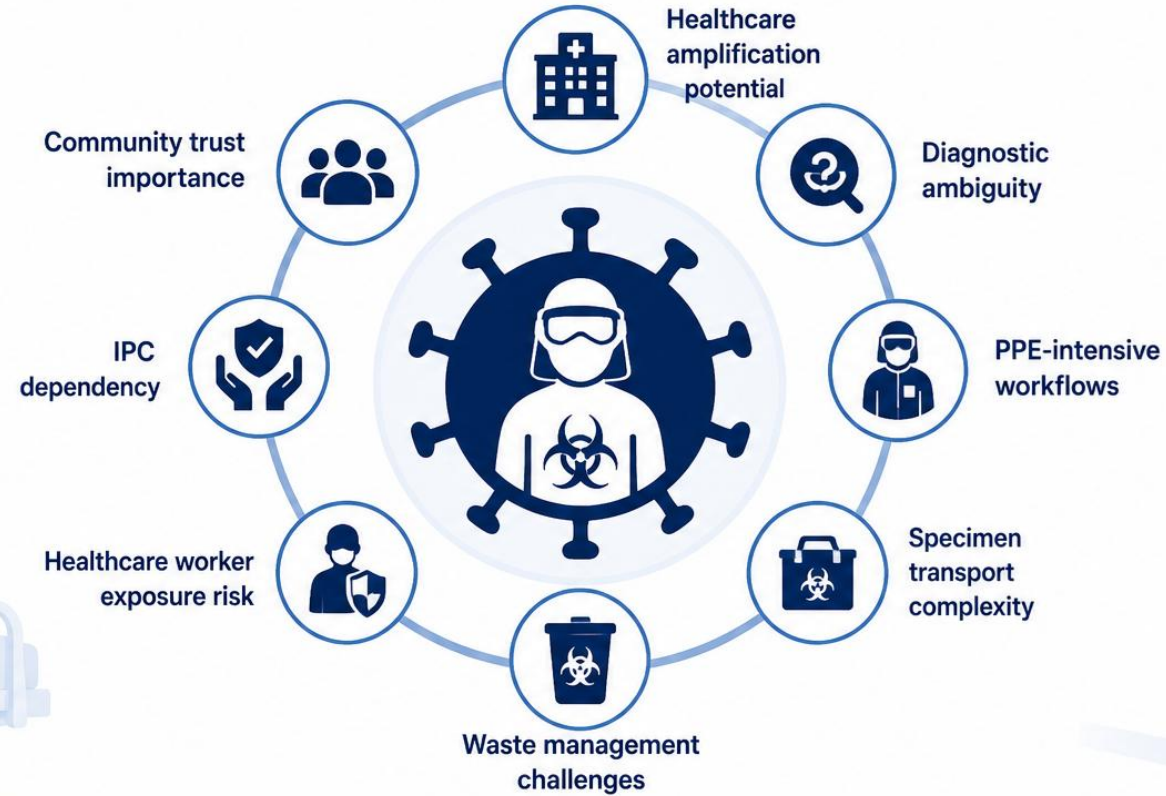 Healthcare
amplification
potential
Diagnostic
ambiguity
PPE-intensive
workflows
Specimen
transport
complexity
Waste management
challenges
Healthcare worker
exposure risk
IPC
dependency
Community trust
importance